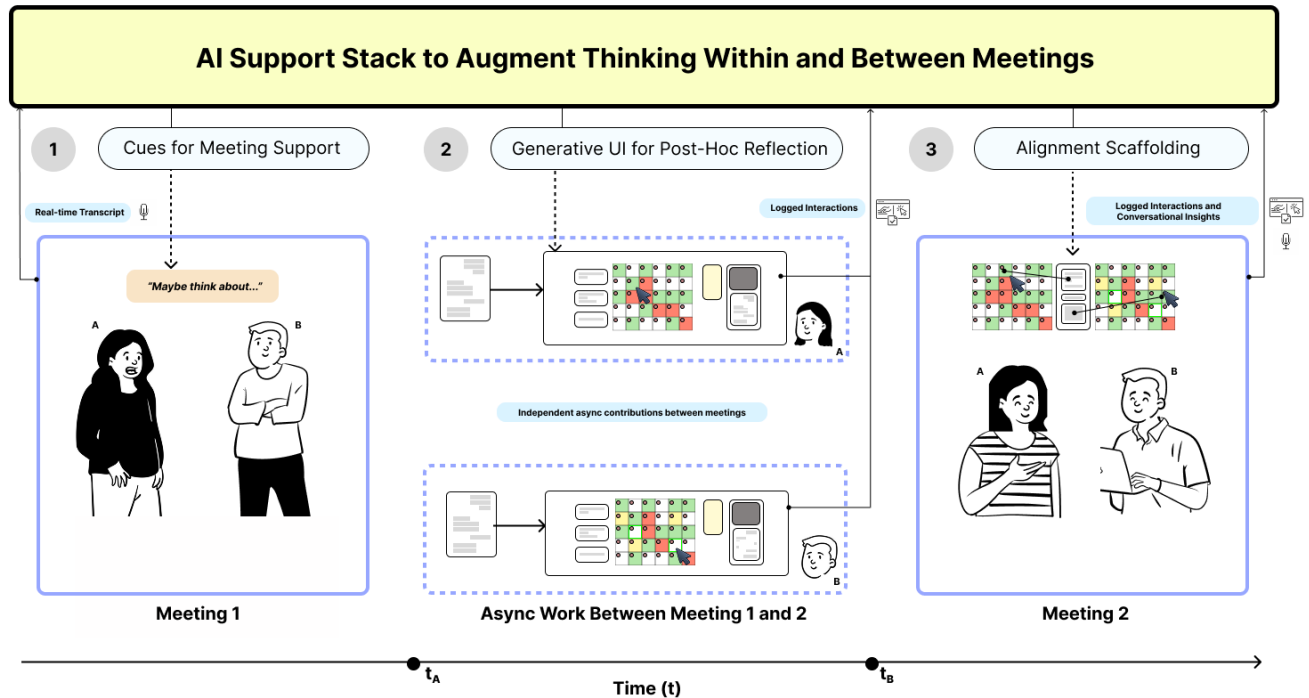 AI Support Stack to Augment Thinking Within and Between Meetings
1
Cues for Meeting Support
2
Generative UI for Post-Hoc Reflection
3
Alignment Scaffolding
Real-time Transcript
Logged Interactions
Logged Interactions and
Conversational Insights
"Maybe think about..."
A
B
A
Independent async contributions between meetings
B
A
B
Meeting 1
Async Work Between Meeting 1 and 2
Meeting 2
tA
tB
Time (t)